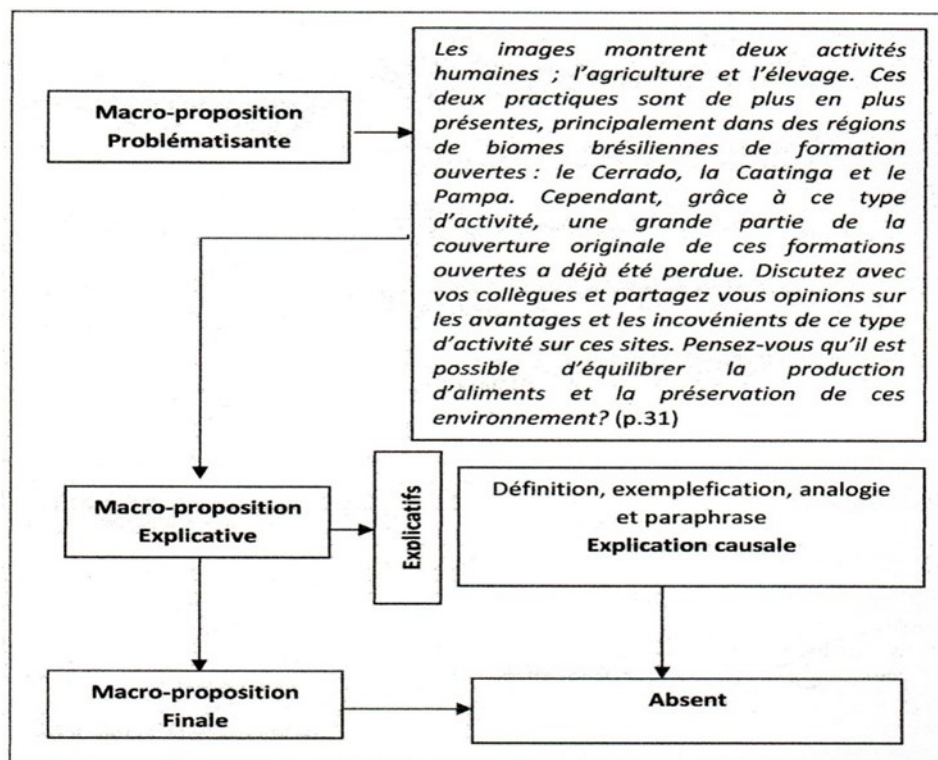 Macro-proposition
Problématisante
Les images montrent deux activités
humaines ; l'agriculture et l'élevage. Ces
deux practiques sont de plus en plus
présentes, principalement dans des régions
de biomes brésiliennes de formation
ouvertes : le Cerrado, la Caatinga et le
Pampa. Cependant, grâce à ce type
d'activité, une grande partie de la
couverture originale de ces formations
ouvertes a déjà été perdue. Discutez avec
vos collègues et partagez vous opinions sur
les avantages et les incovénients de ce type
d'activité sur ces sites. Pensez-vous qu'il est
possible d'équilibrer la production
d'aliments et la préservation de ces
environnement? (p.31)
Macro-proposition
Explicative
Explicatifs
Définition, exemplefication, analogie
et paraphrase
Explication causale
Macro-proposition
Finale
Absent